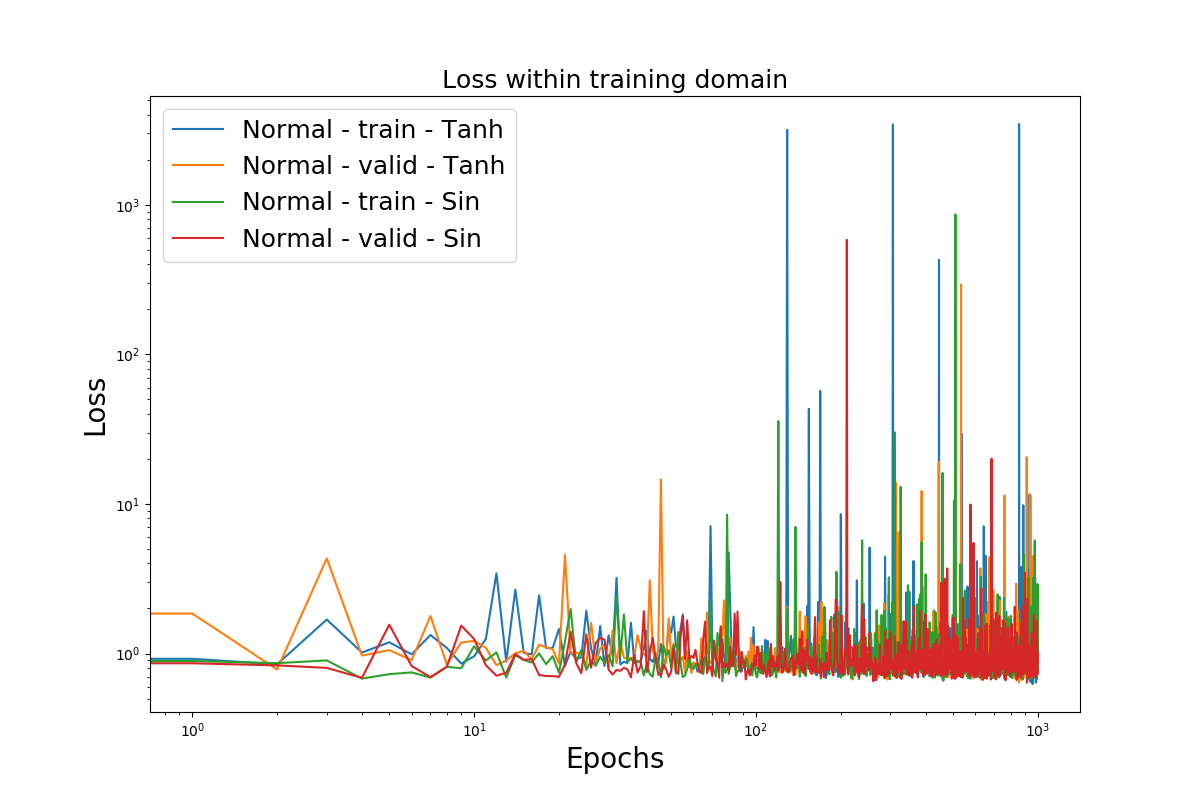 Loss within training domain
Normal - train - Tanh
Normal - valid - Tanh
Normal - train - Sin
Normal - valid - Sin
10³
10²
10¹
10⁰
Loss
10⁰ 10¹ 10² 10³
Epochs